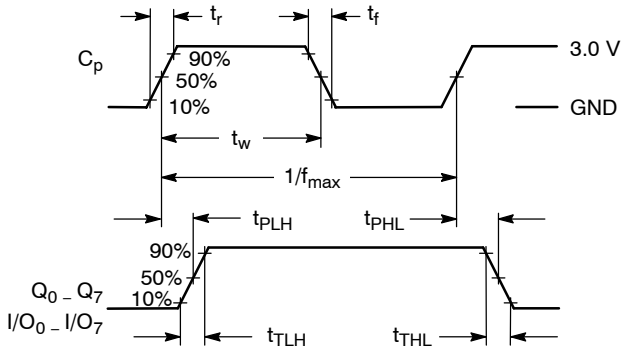 t_r t_f
C_p 90% 3.0 V
50%
10% GND
t_w
1/f_max
t_PLH t_PHL
90%
50%
Q_0 – Q_7 10%
I/O_0 – I/O_7
t_TLH t_THL